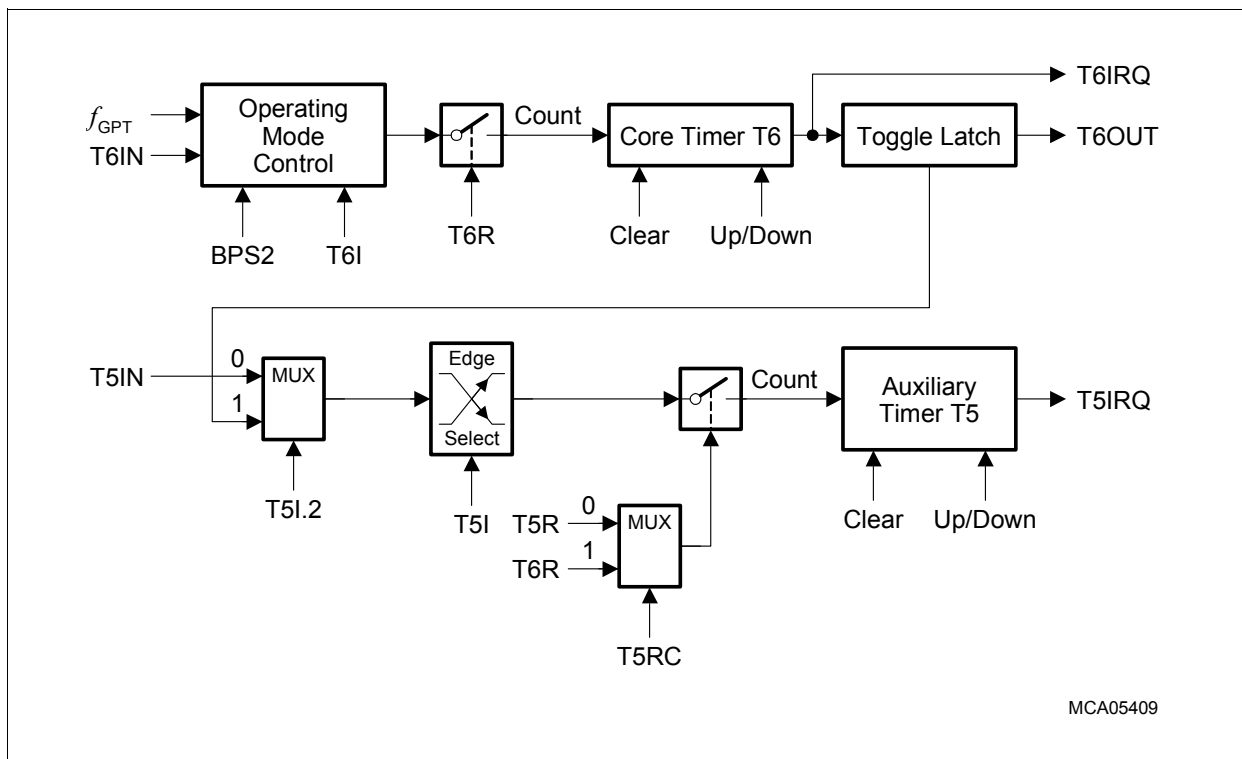 f GPT
T6IN
Operating
Mode
Control
BPS2
T6I
T6R
Count
Core Timer T6
Clear
Up/Down
Toggle Latch
T6IRQ
T6OUT
T5IN
0
1
MUX
T5I.2
Edge
Select
T5I
T5R
0
T6R
1
MUX
T5RC
Count
Auxiliary
Timer T5
Clear
Up/Down
T5IRQ
MCA05409